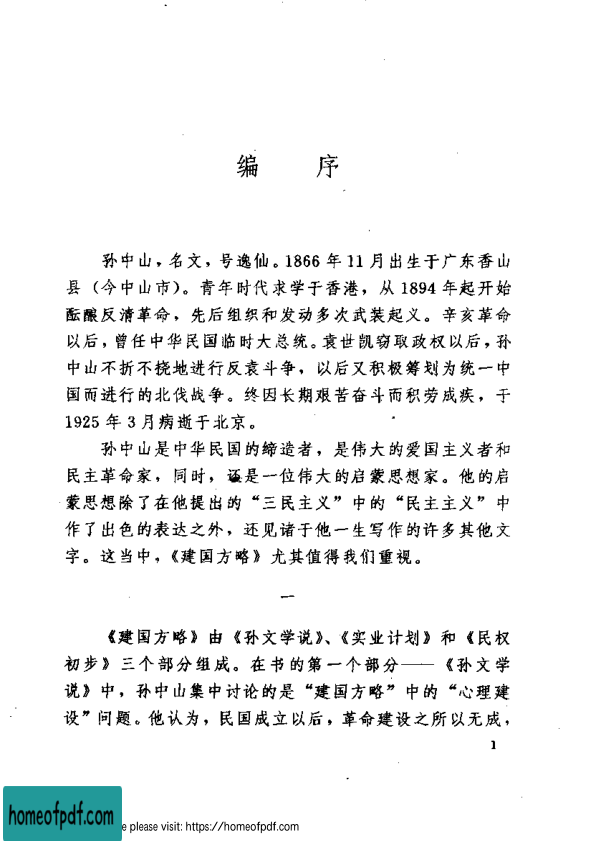 编 序
孙中山，名文，号逸仙。1866 年 11 月出生于广东香山
县（今中山市）。青年时代求学于香港，从 1894 年起开始
酝酿反清革命，先后组织和发动多次武装起义。辛亥革命
以后，曾任中华民国临时大总统。袁世凯窃取政权以后，孙
中山不折不挠地进行反袁斗争，以后又积极筹划为统一中
国而进行的北伐战争。终因长期艰苦奋斗而积劳成疾，于
1925 年 3 月病逝于北京。
孙中山是中华民国的缔造者，是伟大的爱国主义者和
民主革命家，同时，还是一位伟大的启蒙思想家。他的启
蒙思想除了在他提出的“三民主义”中的“民主主义”中
作了出色的表达之外，还见诸于他一生写作的许多其他文
字。这当中，《建国方略》尤其值得我们重视。
一
《建国方略》由《孙文学说》、《实业计划》和《民权
初步》三个部分组成。在书的第一个部分——《孙文学
说》中，孙中山集中讨论的是“建国方略”中的“心理建
设”问题。他认为，民国成立以后，革命建设之所以无成，
1
homeofpdf.com
e please visit: https://homeofpdf.com